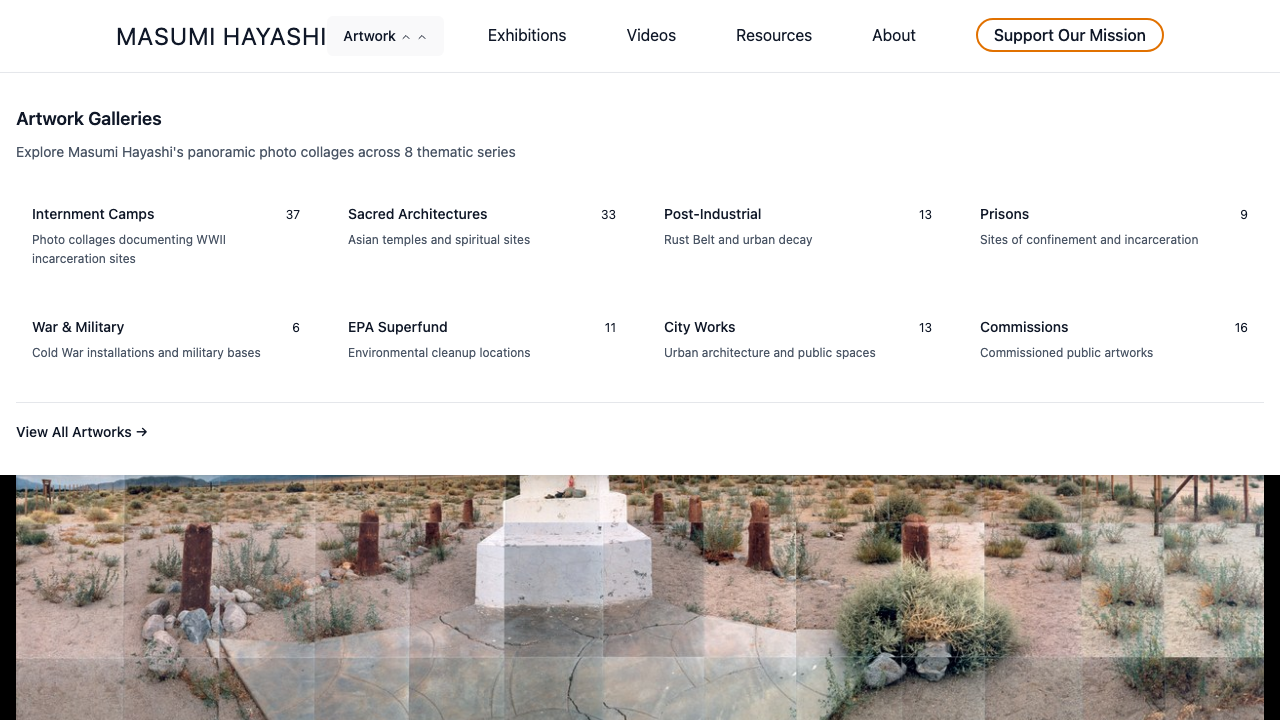 MASUMI HAYASHI
Artwork
Exhibitions
Videos
Resources
About
Support Our Mission
Artwork Galleries
Explore Masumi Hayashi's panoramic photo collages across 8 thematic series
Internment Camps 37
Photo collages documenting WWII
incarceration sites
Sacred Architectures 33
Asian temples and spiritual sites
Post-Industrial 13
Rust Belt and urban decay
Prisons 9
Sites of confinement and incarceration
War & Military 6
Cold War installations and military bases
EPA Superfund 11
Environmental cleanup locations
City Works 13
Urban architecture and public spaces
Commissions 16
Commissioned public artworks
View All Artworks →